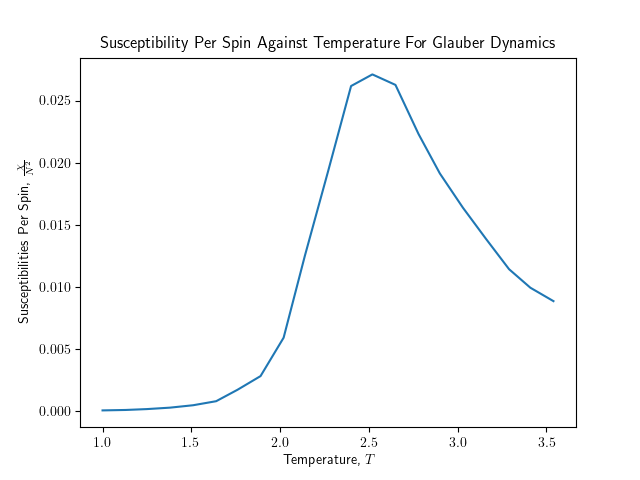 Susceptibility Per Spin Against Temperature For Glauber Dynamics
Susceptibilities Per Spin, χ/N²
0.025
0.020
0.015
0.010
0.005
0.000
1.0 1.5 2.0 2.5 3.0 3.5
Temperature, T